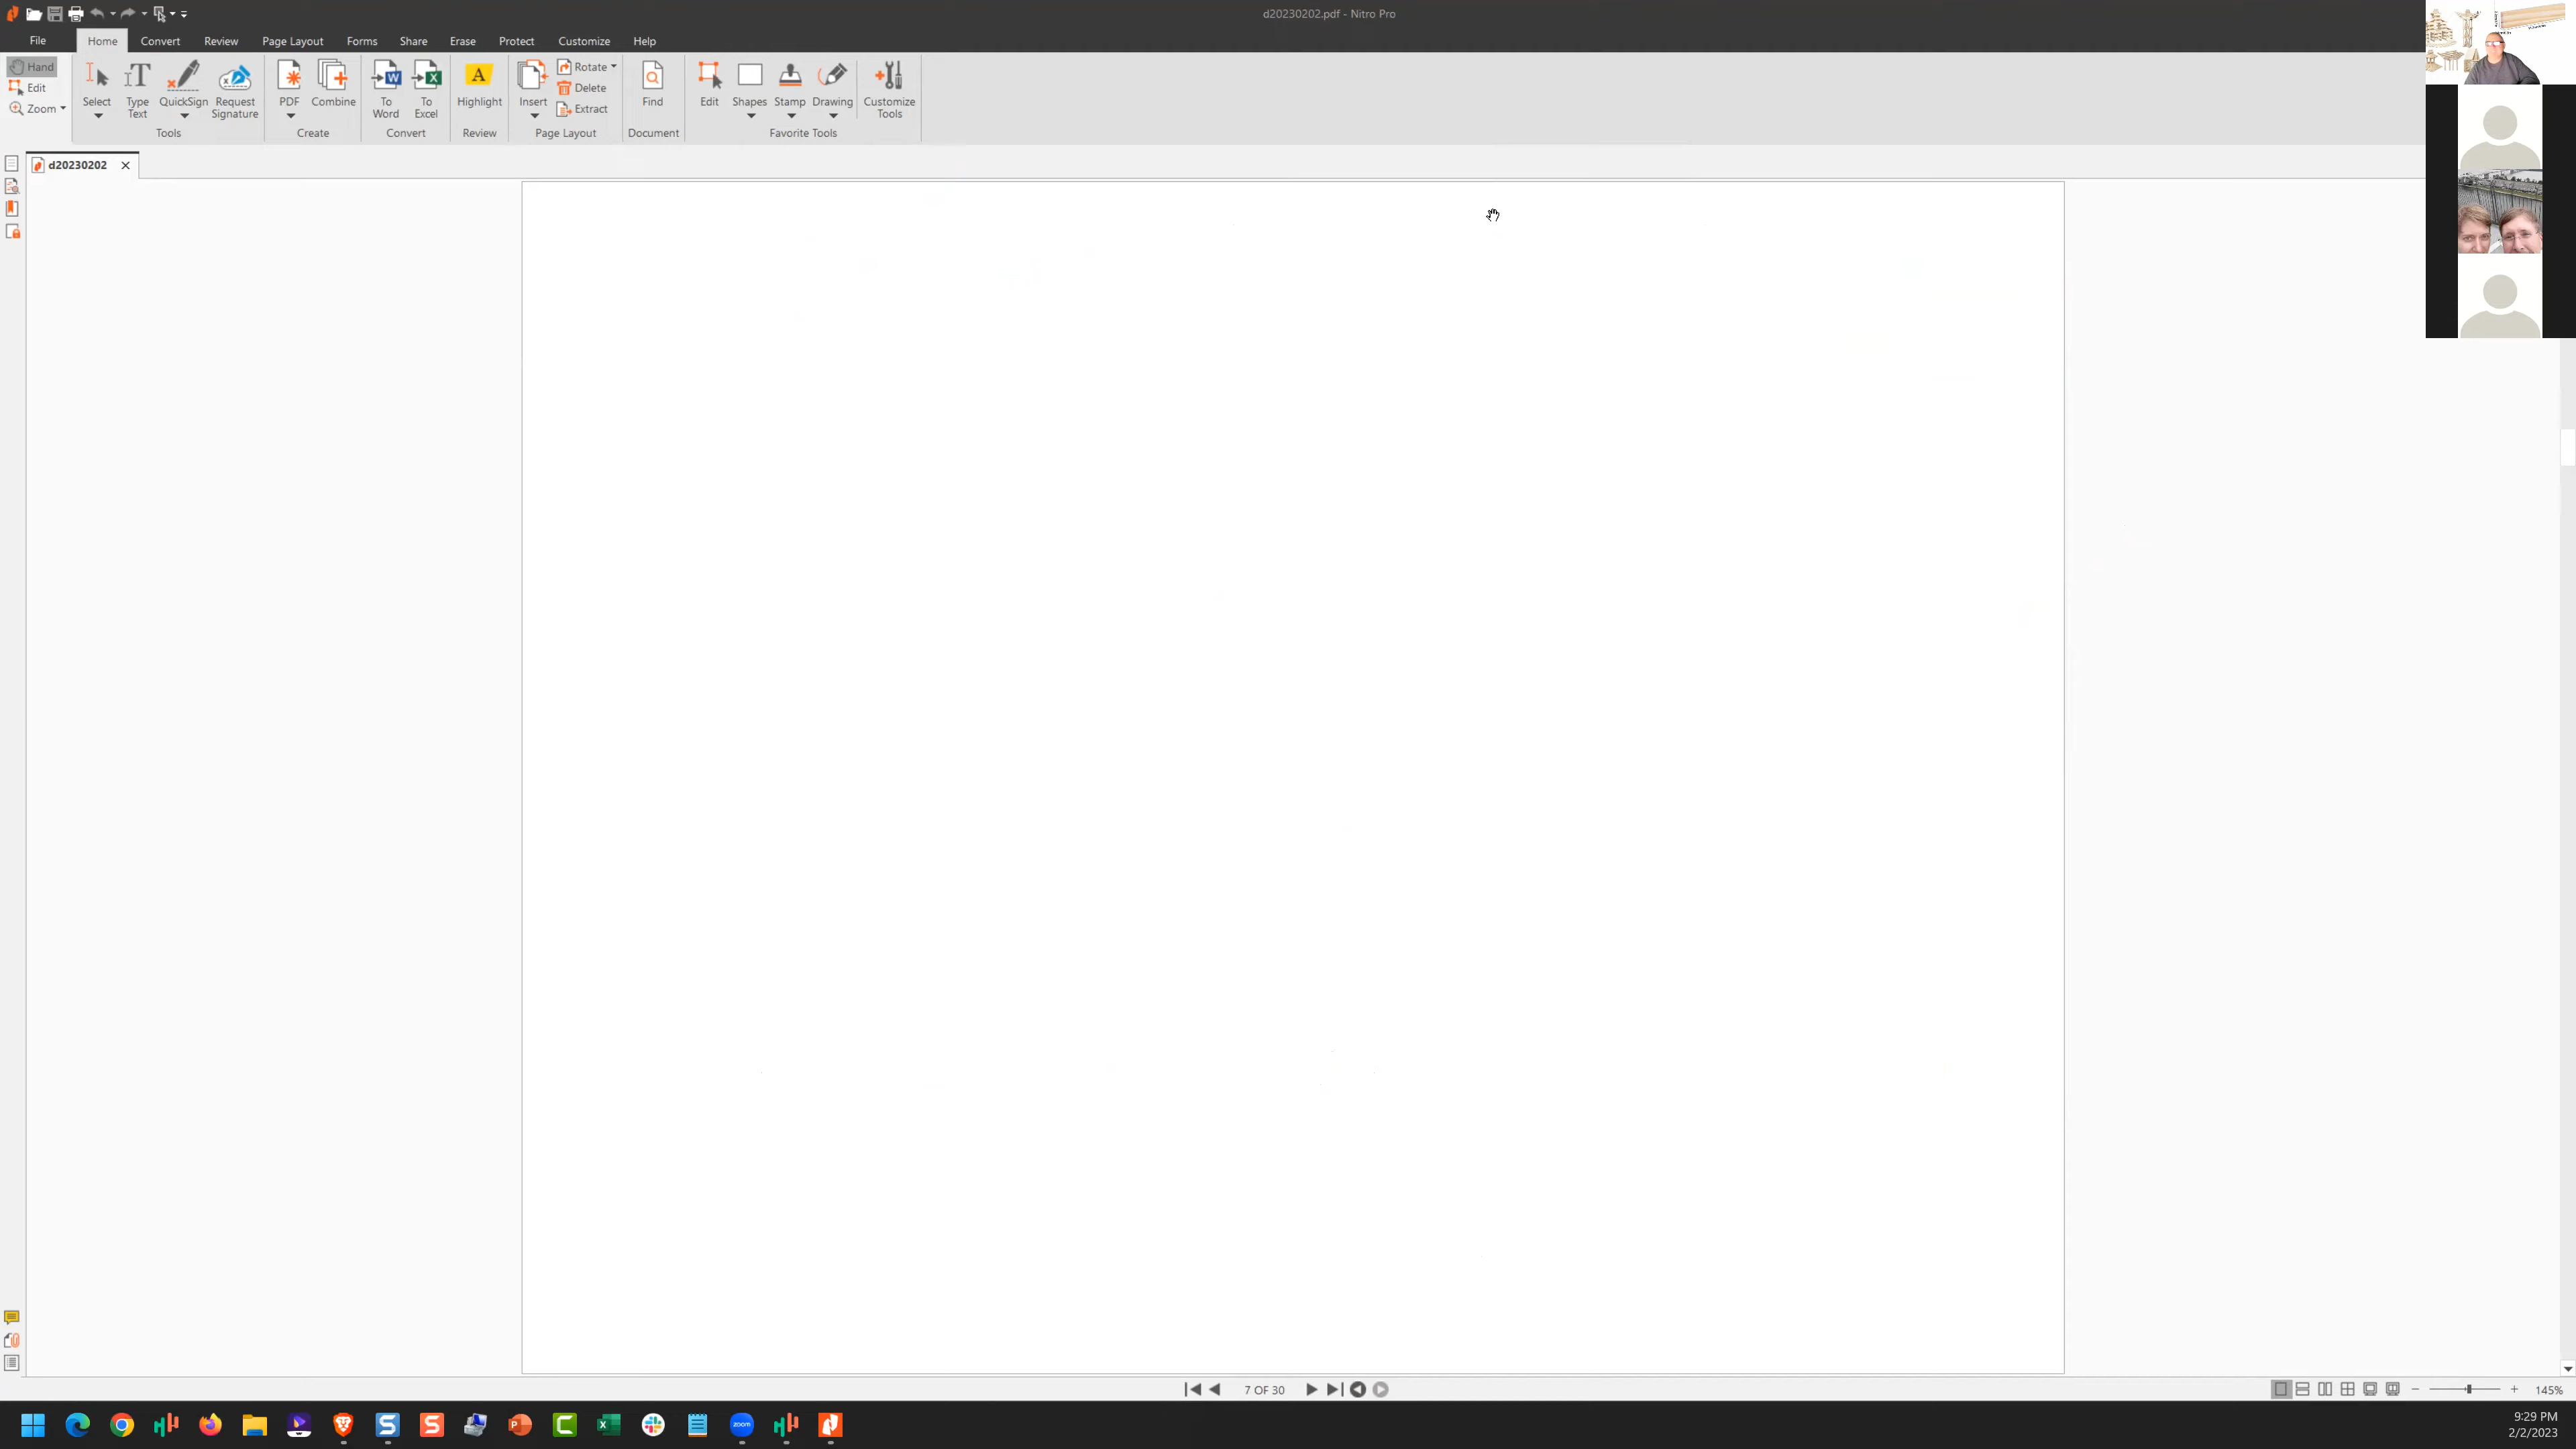 d20230202.pdf - Nitro Pro
File Home Convert Review Page Layout Forms Share Erase Protect Customize Help
Hand
Edit
Zoom
Select
Type Text
QuickSign
Request Signature
Tools
PDF
Combine
Create
To Word
To Excel
Convert
A
Highlight
Review
Insert
Rotate
Delete
Extract
Page Layout
Find
Document
Edit
Shapes
Stamp
Drawing
Customize Tools
Favorite Tools
d20230202
7 OF 30
145%
zoom
9:29 PM
2/2/2023